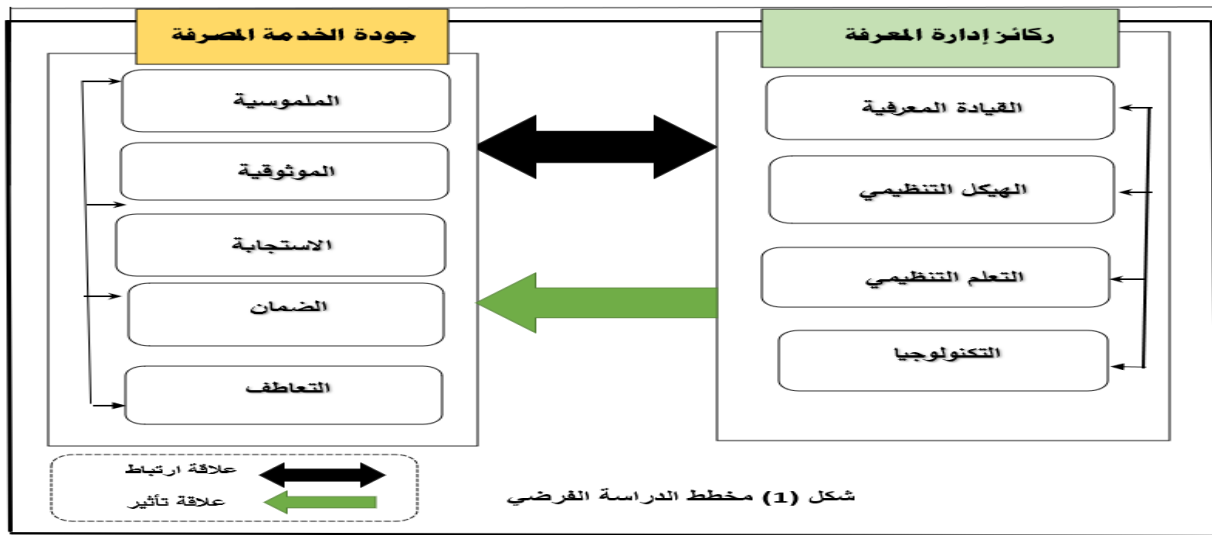 ركائز إدارة المعرفة
القيادة المعرفية
الهيكل التنظيمي
التعلم التنظيمي
التكنولوجيا
جودة الخدمة المصرفة
الملموسية
الموثوقية
الاستجابة
الضمان
التعاطف
علاقة ارتباط
علاقة تأثير
شكل (1) مخطط الدراسة الفرضي